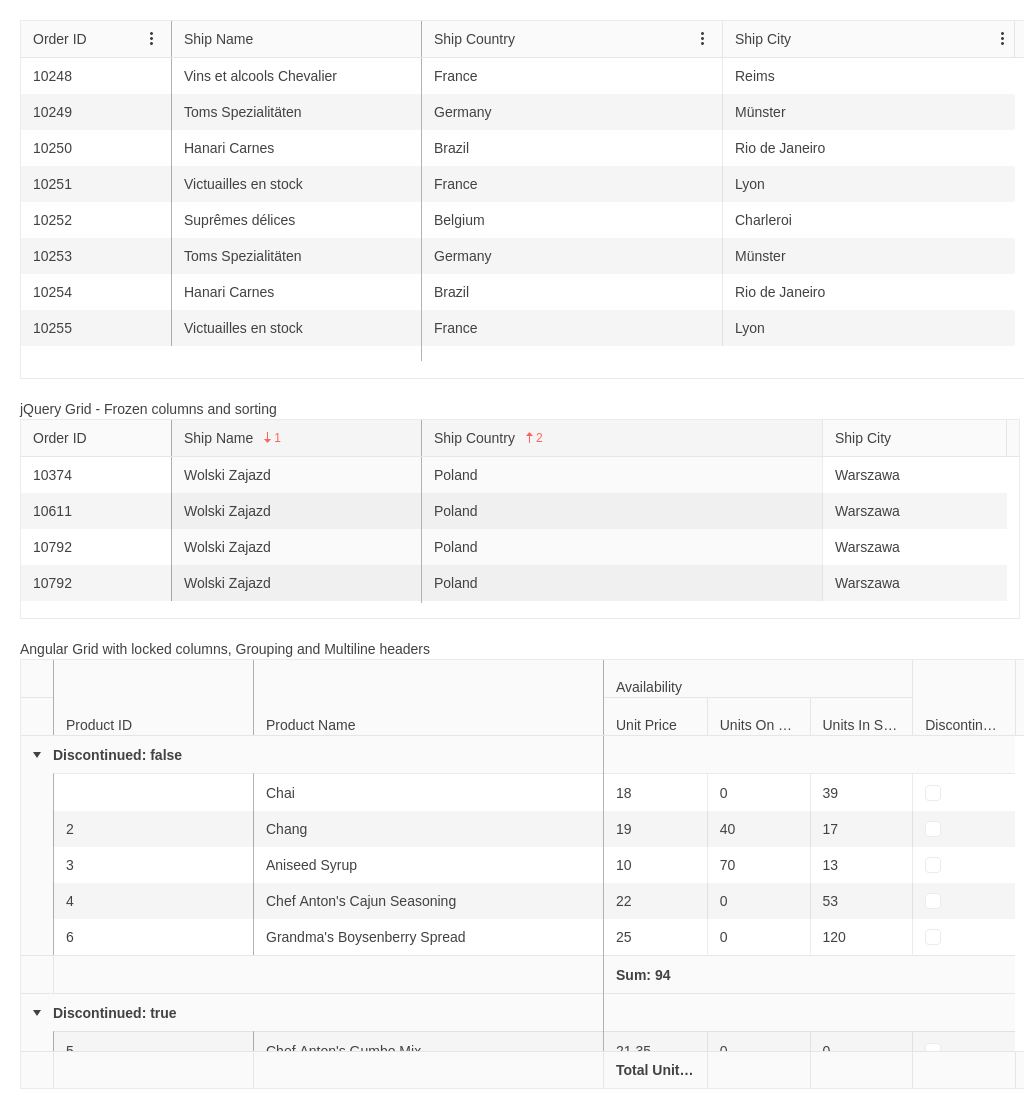 Order ID Ship Name Ship Country Ship City
10248 Vins et alcools Chevalier France Reims
10249 Toms Spezialitäten Germany Münster
10250 Hanari Carnes Brazil Rio de Janeiro
10251 Victuailles en stock France Lyon
10252 Suprêmes délices Belgium Charleroi
10253 Toms Spezialitäten Germany Münster
10254 Hanari Carnes Brazil Rio de Janeiro
10255 Victuailles en stock France Lyon
jQuery Grid - Frozen columns and sorting
Order ID Ship Name 1 Ship Country 2 Ship City
10374 Wolski Zajazd Poland Warszawa
10611 Wolski Zajazd Poland Warszawa
10792 Wolski Zajazd Poland Warszawa
10792 Wolski Zajazd Poland Warszawa
Angular Grid with locked columns, Grouping and Multiline headers
Availability
Product ID Product Name Unit Price Units On ... Units In S... Discontin...
Discontinued: false
Chai 18 0 39
2 Chang 19 40 17
3 Aniseed Syrup 10 70 13
4 Chef Anton's Cajun Seasoning 22 0 53
6 Grandma's Boysenberry Spread 25 0 120
Sum: 94
Discontinued: true
5 Chef Anton's Gumbo Mix 21.35 0 0
Total Unit...